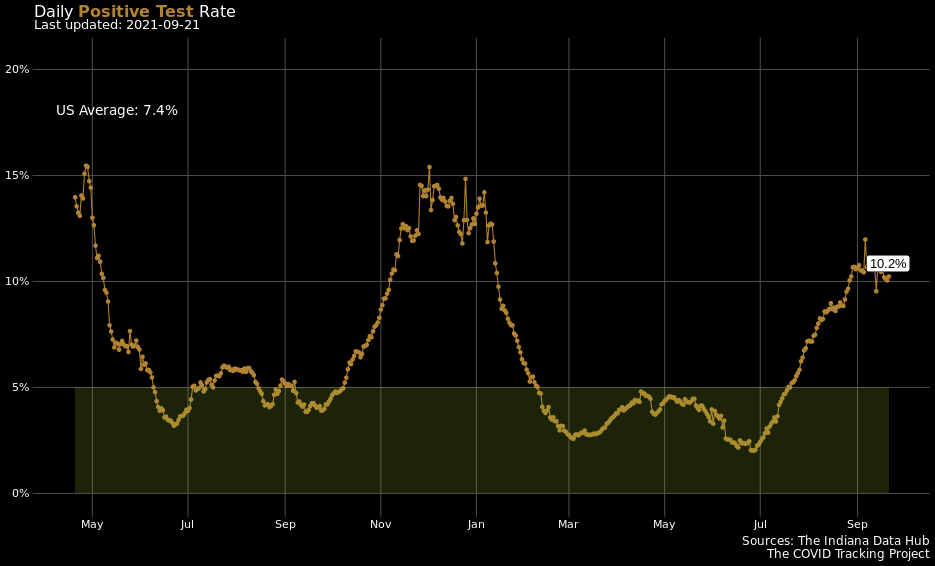 Daily Positive Test Rate
Last updated: 2021-09-21
20%
US Average: 7.4%
15%
10.2%
10%
5%
0%
May Jul Sep Nov Jan Mar May Jul Sep
Sources: The Indiana Data Hub
The COVID Tracking Project